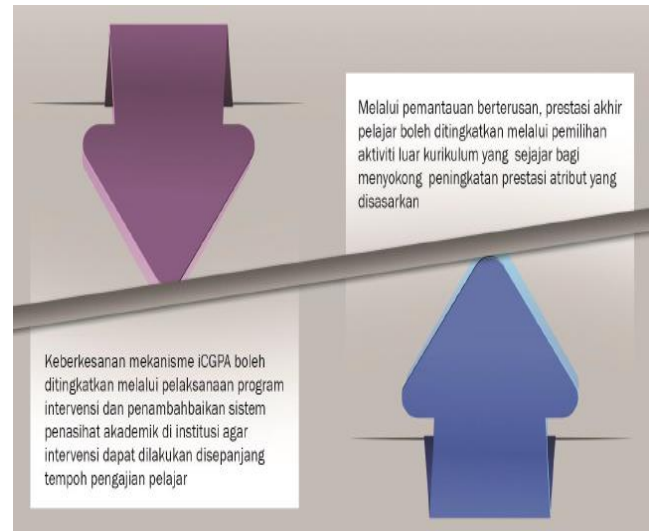 Melalui pemantauan berterusan, prestasi akhir
pelajar boleh ditingkatkan melalui pemilihan
aktiviti luar kurikulum yang sejajar bagi
menyokong peningkatan prestasi atribut yang
disasarkan
Keberkesanan mekanisme iCGPA boleh
ditingkatkan melalui pelaksanaan program
intervensi dan penambahbaikan sistem
penasihat akademik di institusi agar
intervensi dapat dilakukan disepanjang
tempoh pengajian pelajar